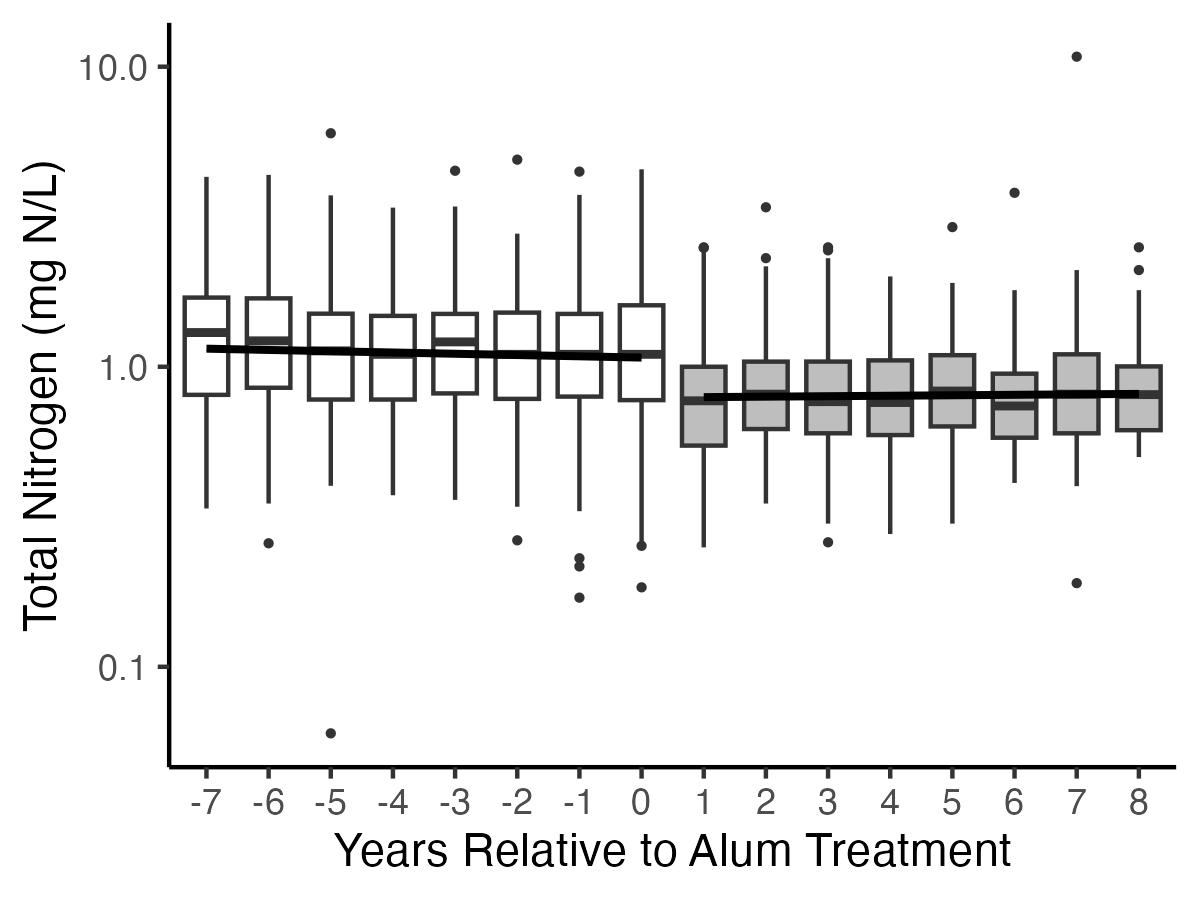 Total Nitrogen (mg N/L)
10.0
1.0
0.1
-7 -6 -5 -4 -3 -2 -1 0 1 2 3 4 5 6 7 8
Years Relative to Alum Treatment